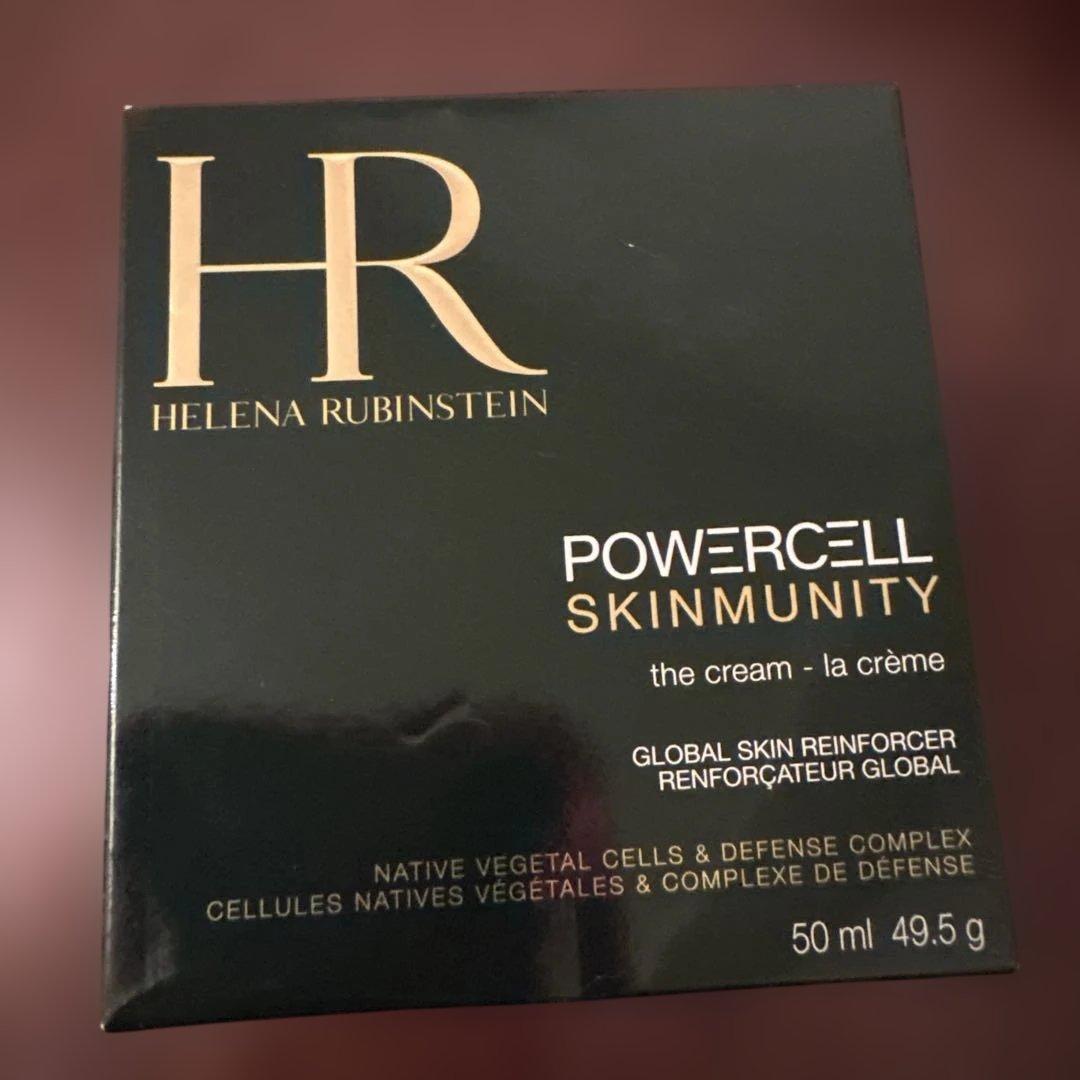 HR
HELENA RUBINSTEIN
POWERCELL
SKINMUNITY
the cream - la crème
GLOBAL SKIN REINFORCER
RENFORÇATEUR GLOBAL
NATIVE VEGETAL CELLS & DEFENSE COMPLEX
CELLULES NATIVES VÉGÉTALES & COMPLEXE DE DÉFENSE
50 ml 49.5 g